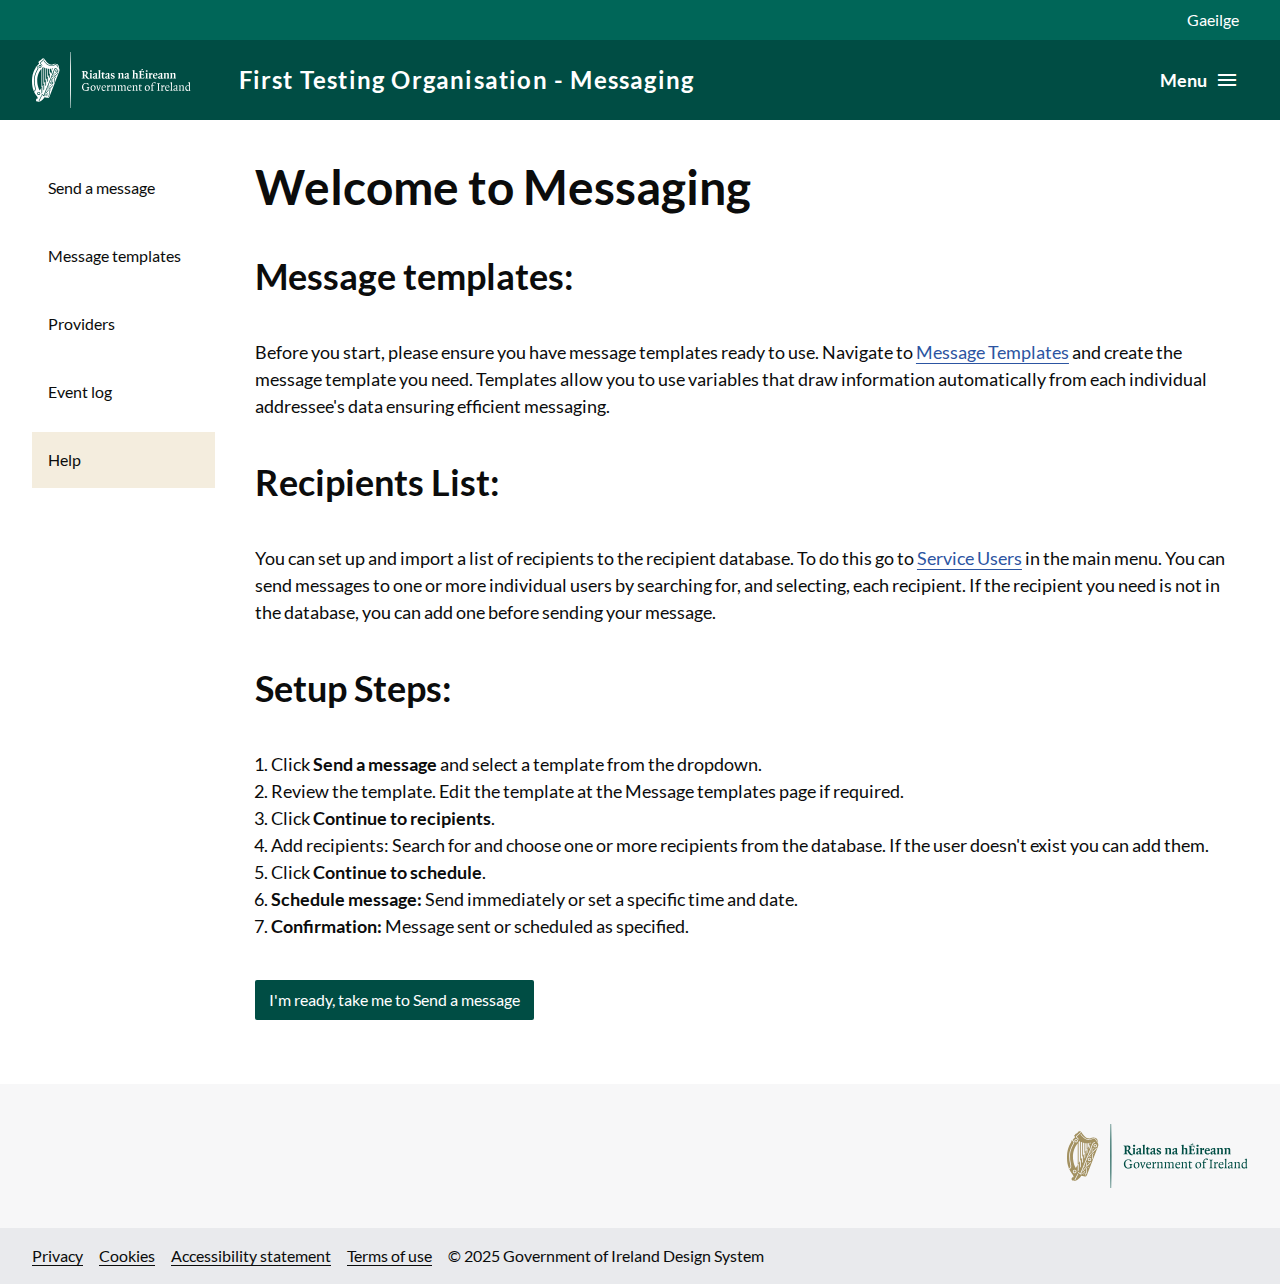 Gaeilge
Rialtas na hÉireann
Government of Ireland
First Testing Organisation - Messaging
Menu
Send a message
Message templates
Providers
Event log
Help
Welcome to Messaging
Message templates:
Before you start, please ensure you have message templates ready to use. Navigate to Message Templates and create the
message template you need. Templates allow you to use variables that draw information automatically from each individual
addressee's data ensuring efficient messaging.
Recipients List:
You can set up and import a list of recipients to the recipient database. To do this go to Service Users in the main menu. You can
send messages to one or more individual users by searching for, and selecting, each recipient. If the recipient you need is not in
the database, you can add one before sending your message.
Setup Steps:
1. Click Send a message and select a template from the dropdown.
2. Review the template. Edit the template at the Message templates page if required.
3. Click Continue to recipients.
4. Add recipients: Search for and choose one or more recipients from the database. If the user doesn't exist you can add them.
5. Click Continue to schedule.
6. Schedule message: Send immediately or set a specific time and date.
7. Confirmation: Message sent or scheduled as specified.
I'm ready, take me to Send a message
Rialtas na hÉireann
Government of Ireland
Privacy Cookies Accessibility statement Terms of use © 2025 Government of Ireland Design System